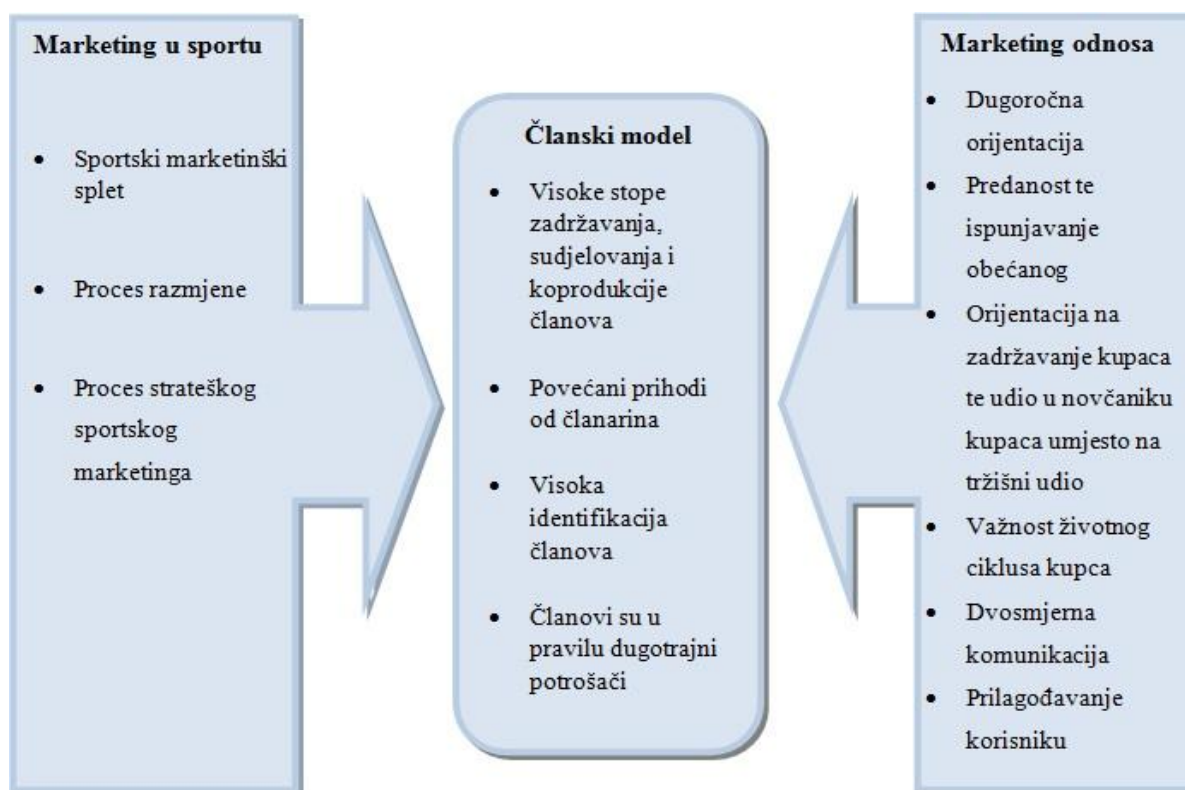 Marketing u sportu
• Sportski marketinški
splet
• Proces razmjene
• Proces strateškog
sportskog
marketinga
Članski model
• Visoke stope
zadržavanja,
sudjelovanja i
koprodukcije
članova
• Povećani prihodi
od članarina
• Visoka
identifikacija
članova
• Članovi su u
pravilu dugotrajni
potrošači
Marketing odnosa
• Dugoročna
orijentacija
• Predanost te
ispunjavanje
obećanog
• Orijentacija na
zadržavanje kupaca
te udio u novčaniku
kupaca umjesto na
tržišni udio
• Važnost životnog
ciklusa kupca
• Dvosmjerna
komunikacija
• Prilagođavanje
korisniku